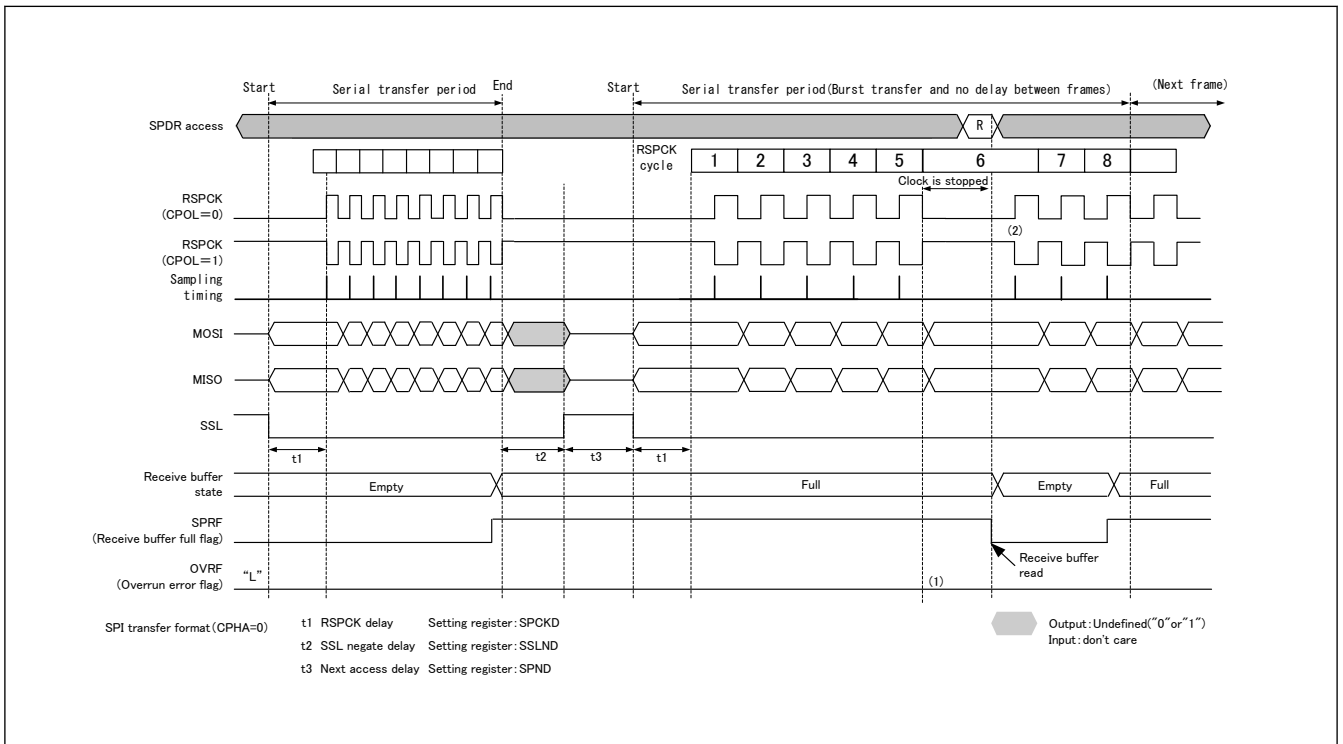 Start
Serial transfer period
End
Start
Serial transfer period(Burst transfer and no delay between frames)
(Next frame)
SPDR access
R
RSPCK
cycle
1 2 3 4 5 6 7 8
Clock is stopped
RSPCK
(CPOL=0)
(2)
RSPCK
(CPOL=1)
Sampling
timing
MOSI
MISO
SSL
t1
t2
t3
t1
Receive buffer
state
Empty
Full
Empty
Full
SPRF
(Receive buffer full flag)
Receive buffer
read
OVRF
(Overrun error flag)
"L"
(1)
SPI transfer format(CPHA=0)
t1 RSPCK delay Setting register:SPCKD
t2 SSL negate delay Setting register:SSLND
t3 Next access delay Setting register:SPND
Output:Undefined("0"or"1")
Input:don't care